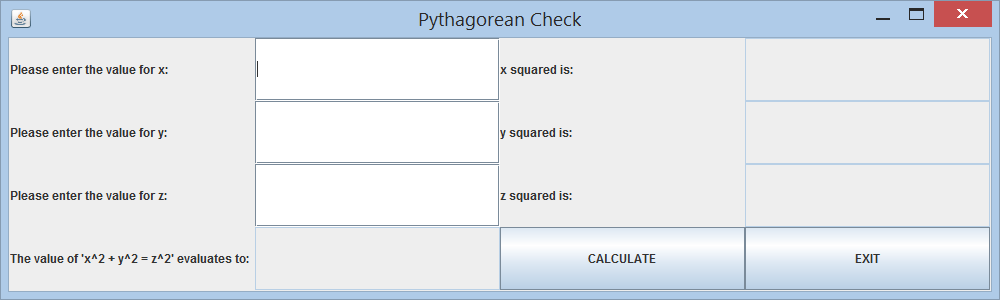 Pythagorean Check
Please enter the value for x:
x squared is:
Please enter the value for y:
y squared is:
Please enter the value for z:
z squared is:
The value of 'x^2 + y^2 = z^2' evaluates to:
CALCULATE
EXIT